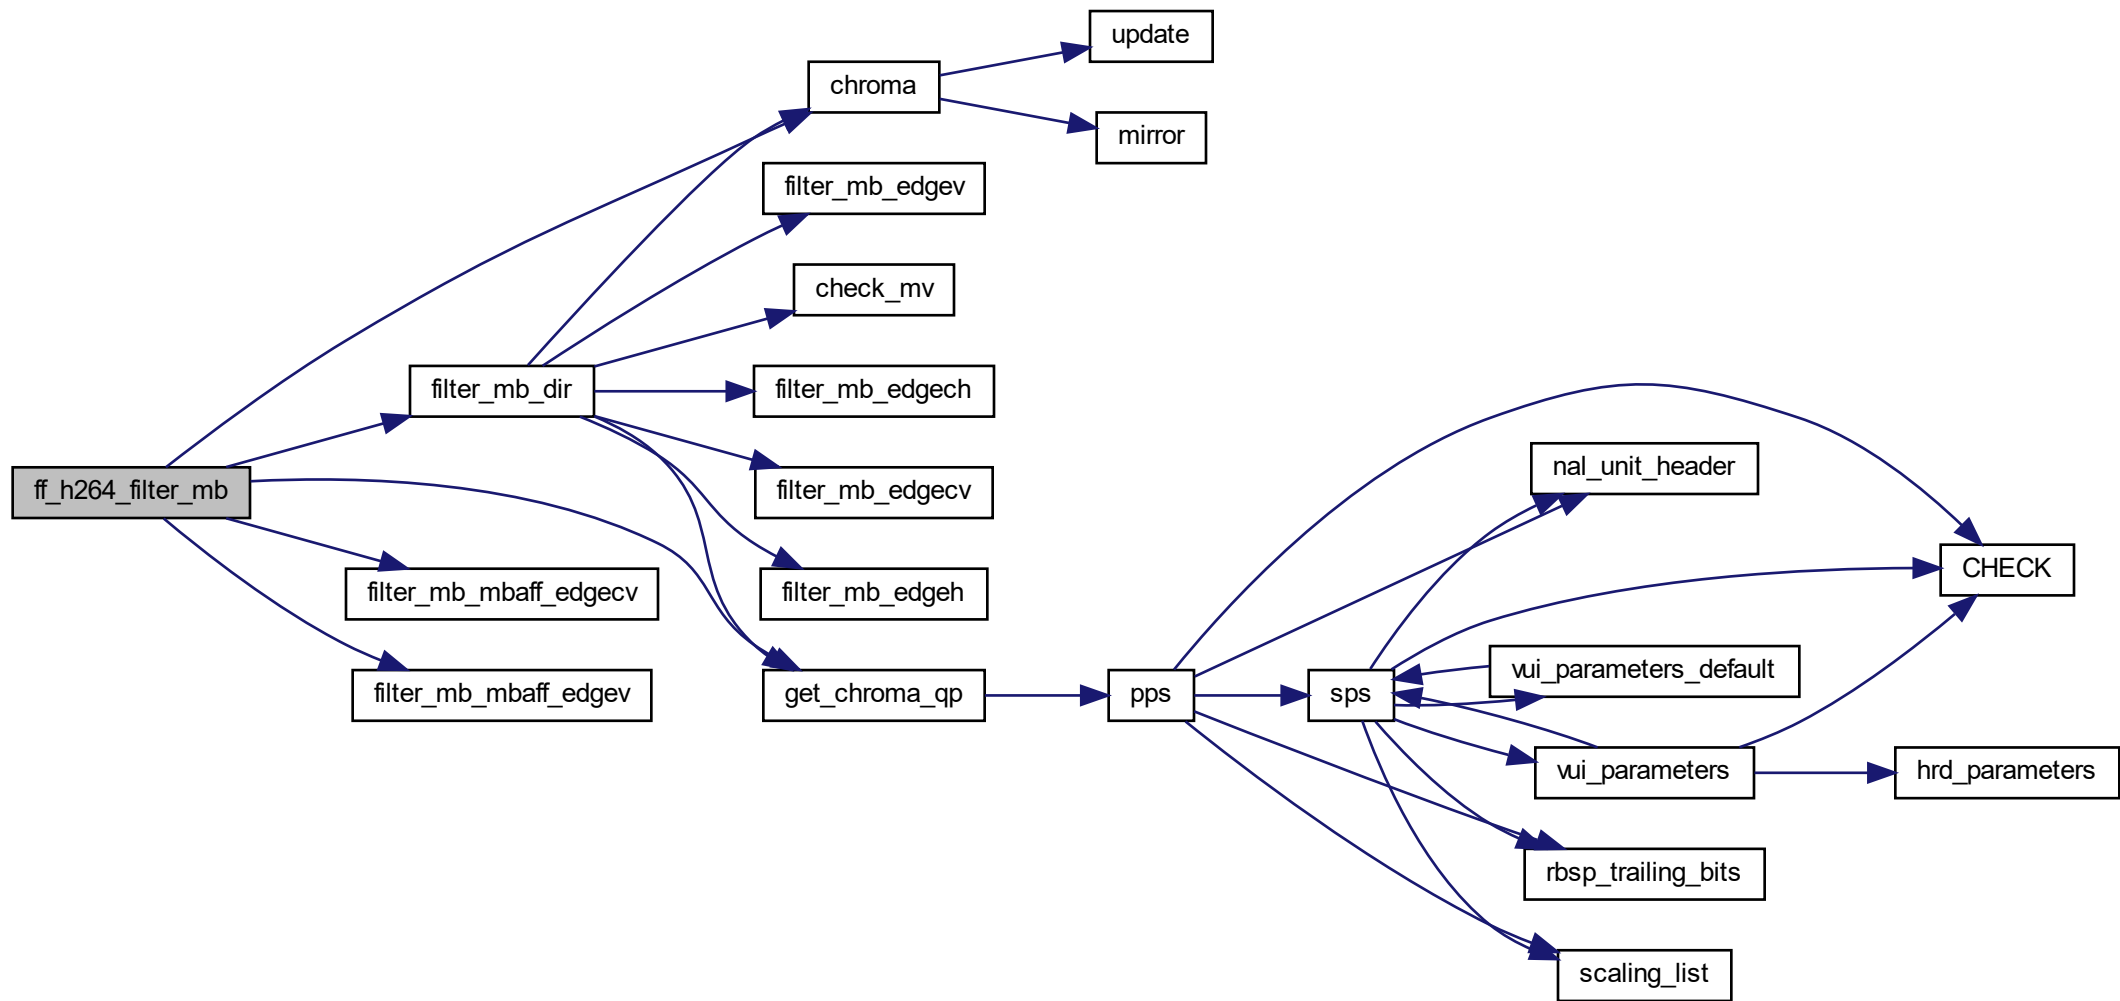 update
chroma
mirror
filter_mb_edgev
check_mv
filter_mb_dir
filter_mb_edgech
nal_unit_header
ff_h264_filter_mb
filter_mb_edgecv
CHECK
filter_mb_mbaff_edgecv
filter_mb_edgeh
vui_parameters_default
filter_mb_mbaff_edgev
get_chroma_qp
pps
sps
vui_parameters
hrd_parameters
rbsp_trailing_bits
scaling_list